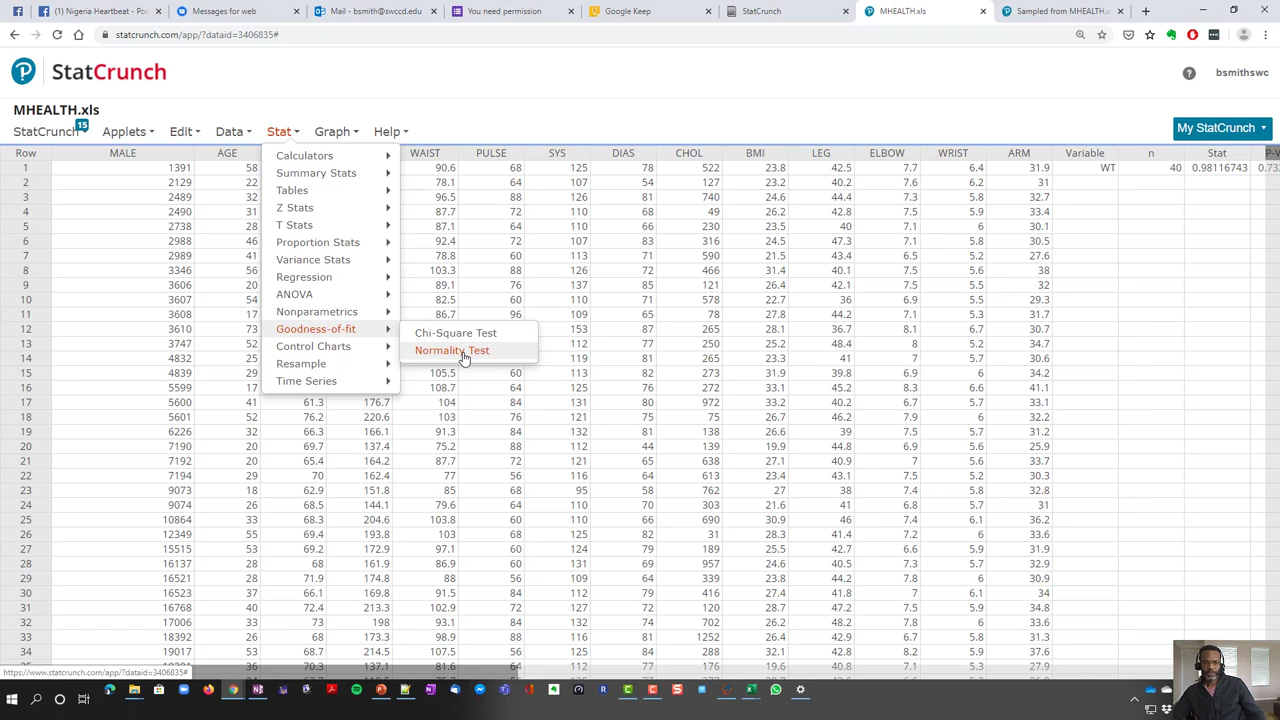 (1) Nigeria Heartbeat - Po
Messages for web
Mail - bsmith@swccd.edu
You need permission
Google Keep
StatCrunch
MHEALTH.xls
Sampled from MHEALTH.xls
statcrunch.com/app/?dataid=3406835#
StatCrunch
bsmithswc
MHEALTH.xls
StatCrunch 15 Applets Edit Data Stat Graph Help
My StatCrunch
Row MALE AGE WAIST PULSE SYS DIAS CHOL BMI LEG ELBOW WRIST ARM Variable n Stat P-V
1 1391 58 90.6 68 125 78 522 23.8 42.5 7.7 6.4 31.9 WT 40 0.98116743 0.73
2 2129 22 78.1 64 107 54 127 23.2 40.2 7.6 6.2 31
3 2489 32 96.5 88 126 81 740 24.6 44.4 7.3 5.8 32.7
4 2490 31 87.7 72 110 68 49 26.2 42.8 7.5 5.9 33.4
5 2738 28 87.1 64 110 66 230 23.5 40 7.1 6 30.1
6 2988 46 92.4 72 107 83 316 24.5 47.3 7.1 5.8 30.5
7 2989 41 78.8 60 113 71 590 21.5 43.4 6.5 5.2 27.6
8 3346 56 103.3 88 126 72 466 31.4 40.1 7.5 5.6 38
9 3606 20 89.1 76 137 85 121 26.4 42.1 7.5 5.5 32
10 3607 54 82.5 60 110 71 578 22.7 36 6.9 5.5 29.3
11 3608 17 86.7 96 109 65 78 27.8 44.2 7.1 5.3 31.7
12 3610 73 153 87 265 28.1 36.7 8.1 6.7 30.7
13 3747 52 112 77 250 25.2 48.4 8 5.2 34.7
14 4832 25 119 81 265 23.3 41 7 5.7 30.6
15 4839 29 105.5 60 113 82 273 31.9 39.8 6.9 6 34.2
16 5599 17 108.7 64 125 76 272 33.1 45.2 8.3 6.6 41.1
17 5600 41 61.3 176.7 104 84 131 80 972 33.2 40.2 6.7 5.7 33.1
18 5601 52 76.2 220.6 103 76 121 75 75 26.7 46.2 7.9 6 32.2
19 6226 32 66.3 166.1 91.3 84 132 81 138 26.6 39 7.5 5.7 31.2
20 7190 20 69.7 137.4 75.2 88 112 44 139 19.9 44.8 6.9 5.6 25.9
21 7192 20 65.4 164.2 87.7 72 121 65 638 27.1 40.9 7 5.6 33.7
22 7194 29 70 162.4 77 56 116 64 613 23.4 43.1 7.5 5.2 30.3
23 9073 18 62.9 151.8 85 68 95 58 762 27 38 7.4 5.8 32.8
24 9074 26 68.5 144.1 79.6 64 110 70 303 21.6 41 6.8 5.7 31
25 10864 33 68.3 204.6 103.8 60 110 66 690 30.9 46 7.4 6.1 36.2
26 12349 55 69.4 193.8 103 68 125 82 31 28.3 41.4 7.2 6 33.6
27 15515 53 69.2 172.9 97.1 60 124 79 189 25.5 42.7 6.6 5.9 31.9
28 16137 28 68 161.9 86.9 60 131 69 957 24.6 40.5 7.3 5.7 32.9
29 16521 28 71.9 174.8 88 56 112 64 339 23.8 44.2 7.8 6 30.9
30 16523 37 66.1 169.8 91.5 84 112 79 416 27.4 41.8 7 6.1 34
31 16768 40 72.4 213.3 102.9 72 127 72 120 28.7 47.2 7.5 5.9 34.8
32 17006 33 73 198 93.1 84 132 74 702 26.2 48.2 7.8 6 33.6
33 18392 26 68 173.3 98.9 88 116 81 1252 26.4 42.9 6.7 5.8 31.3
34 19017 53 68.7 214.5 107.5 56 125 84 288 32.1 42.8 8.2 5.9 37.6
Calculators
Summary Stats
Tables
Z Stats
T Stats
Proportion Stats
Variance Stats
Regression
ANOVA
Nonparametrics
Goodness-of-fit
Control Charts
Resample
Time Series
Chi-Square Test
Normality Test
https://www.statcrunch.com/app/?dataid=3406835#